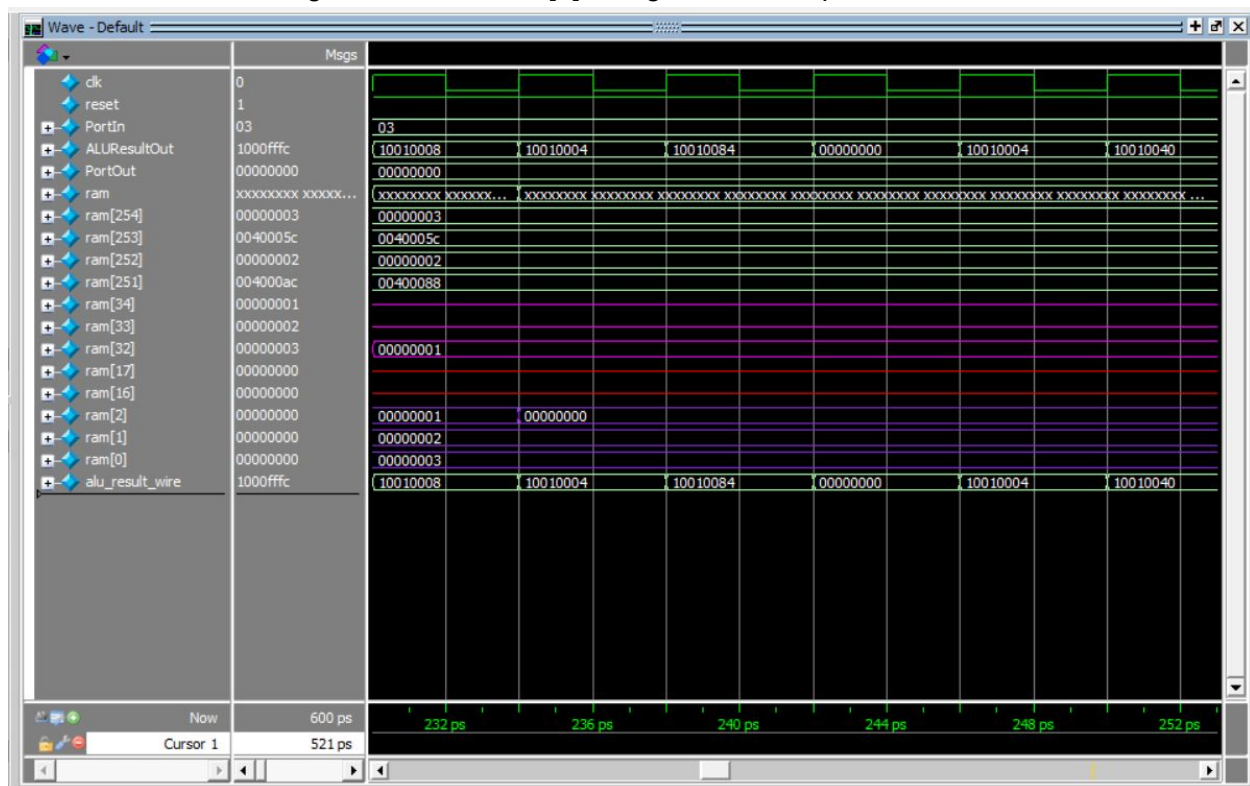 Wave - Default
Msgs
clk 0
reset 1
PortIn 03 03
ALUResultOut 1000fffc 10010008 10010004 10010084 00000000 10010004 10010040
PortOut 00000000 00000000
ram xxxxxxxx xxxxx... xxxxxxxx xxxxxx... xxxxxxxx xxxxxxxx xxxxxxxx xxxxxxxx xxxxxxxx xxxxxxxx xxxxxxxx xxxxxxxx xxxxxxxx xxxxxxxx xxxxxxxx ...
ram[254] 00000003 00000003
ram[253] 0040005c 0040005c
ram[252] 00000002 00000002
ram[251] 004000ac 00400088
ram[34] 00000001
ram[33] 00000002
ram[32] 00000003 00000001
ram[17] 00000000
ram[16] 00000000
ram[2] 00000000 00000001 00000000
ram[1] 00000000 00000002
ram[0] 00000000 00000003
alu_result_wire 1000fffc 10010008 10010004 10010084 00000000 10010004 10010040
Now 600 ps 232 ps 236 ps 240 ps 244 ps 248 ps 252 ps
Cursor 1 521 ps